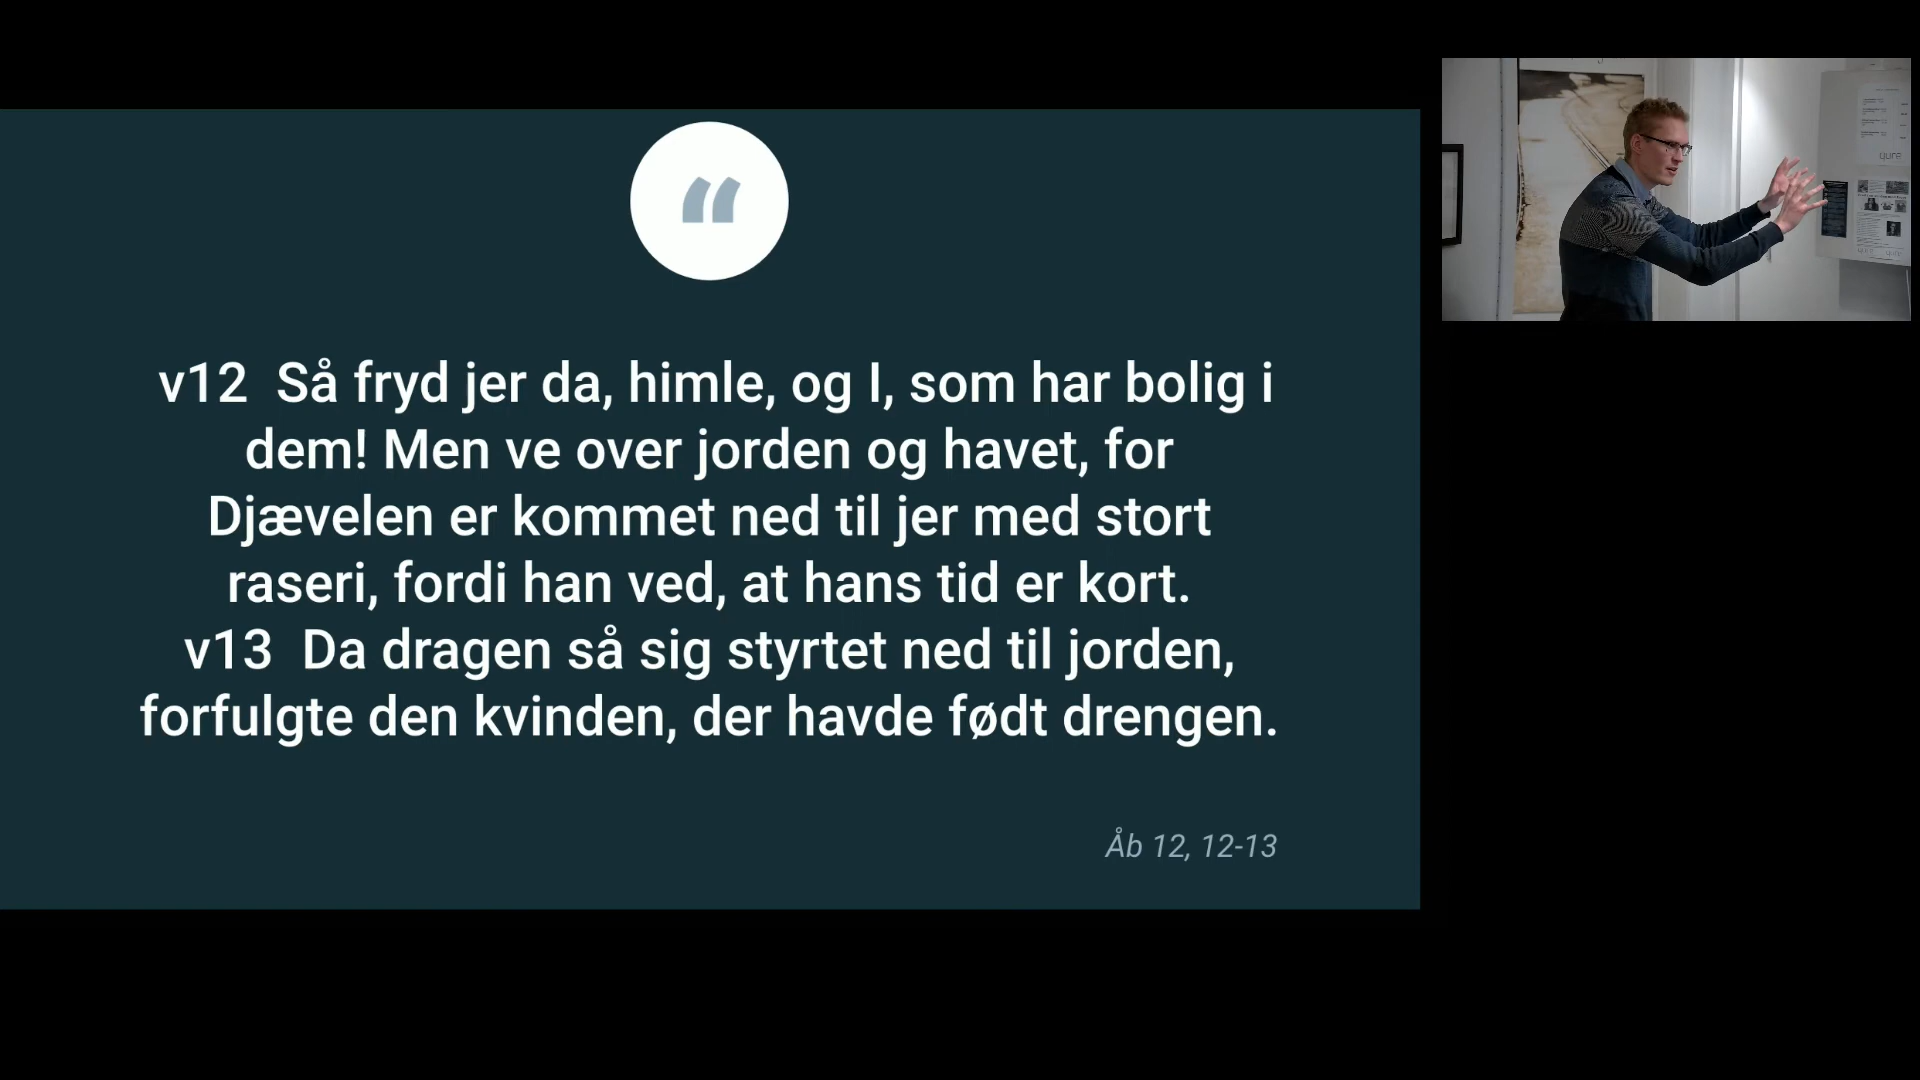 “
v12  Så fryd jer da, himle, og I, som har bolig i
dem! Men ve over jorden og havet, for
Djævelen er kommet ned til jer med stort
raseri, fordi han ved, at hans tid er kort.
v13  Da dragen så sig styrtet ned til jorden,
forfulgte den kvinden, der havde født drengen.
Åb 12, 12-13